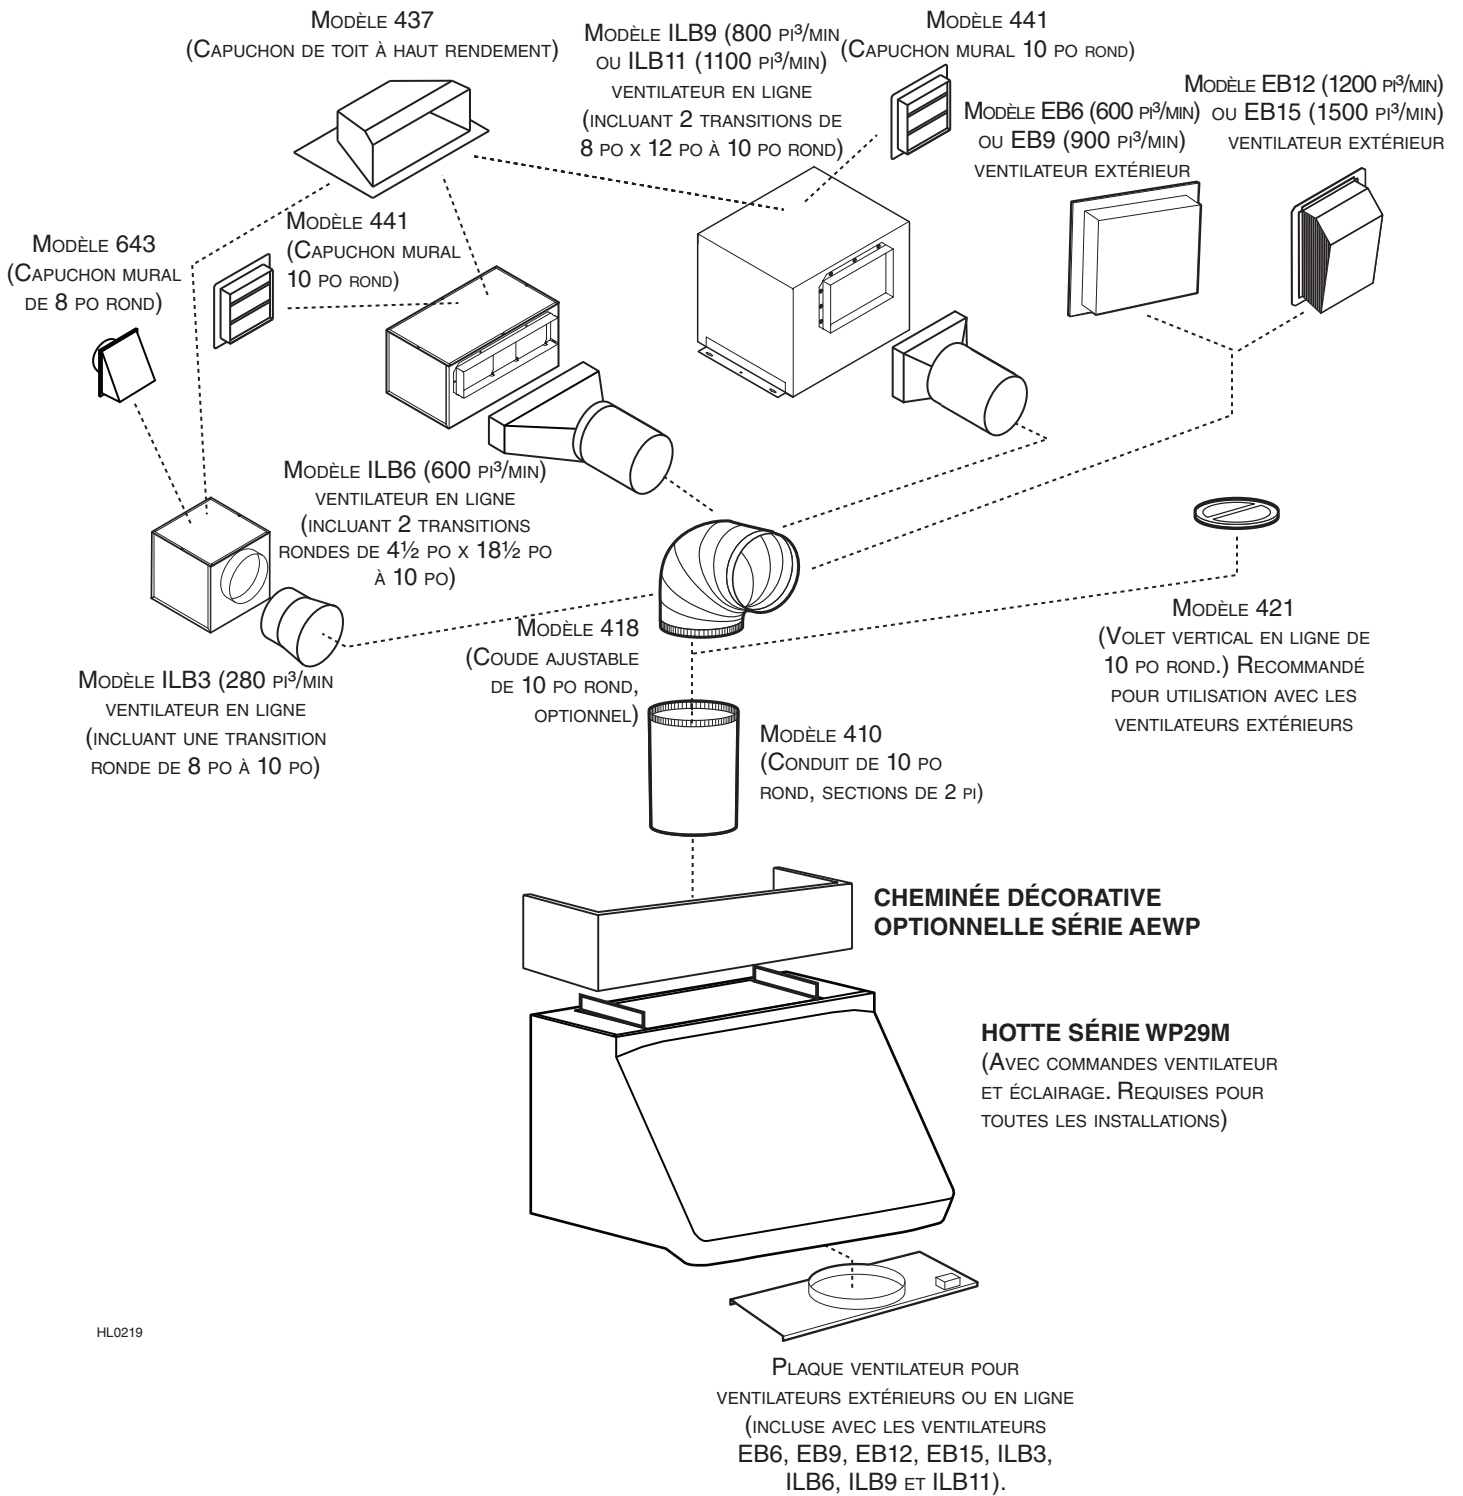 Modèle 437
(Capuchon de toit à haut rendement)
Modèle ILB9 (800 pi³/min
ou ILB11 (1100 pi³/min)
ventilateur en ligne
(incluant 2 transitions de
8 po x 12 po à 10 po rond)
Modèle 441
(Capuchon mural 10 po rond)
Modèle EB6 (600 pi³/min)
ou EB9 (900 pi³/min)
ventilateur extérieur
Modèle EB12 (1200 pi³/min)
ou EB15 (1500 pi³/min)
ventilateur extérieur
Modèle 643
(Capuchon mural
de 8 po rond)
Modèle 441
(Capuchon mural
10 po rond)
Modèle ILB6 (600 pi³/min)
ventilateur en ligne
(incluant 2 transitions
rondes de 4½ po x 18½ po
à 10 po)
Modèle ILB3 (280 pi³/min
ventilateur en ligne
(incluant une transition
ronde de 8 po à 10 po)
Modèle 418
(Coude ajustable
de 10 po rond,
optionnel)
Modèle 421
(Volet vertical en ligne de
10 po rond.) Recommandé
pour utilisation avec les
ventilateurs extérieurs
Modèle 410
(Conduit de 10 po
rond, sections de 2 pi)
CHEMINÉE DÉCORATIVE
OPTIONNELLE SÉRIE AEWP
HOTTE SÉRIE WP29M
(Avec commandes ventilateur
et éclairage. Requises pour
toutes les installations)
HL0219
Plaque ventilateur pour
ventilateurs extérieurs ou en ligne
(incluse avec les ventilateurs
EB6, EB9, EB12, EB15, ILB3,
ILB6, ILB9 et ILB11).